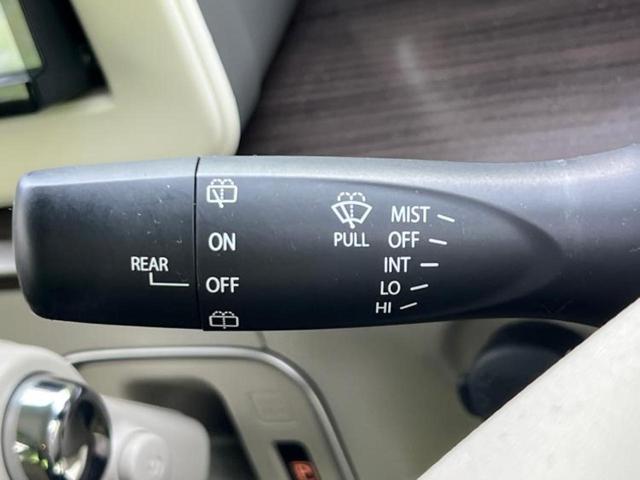 MIST
PULL OFF
ON
INT
REAR
OFF
LO
HI
P